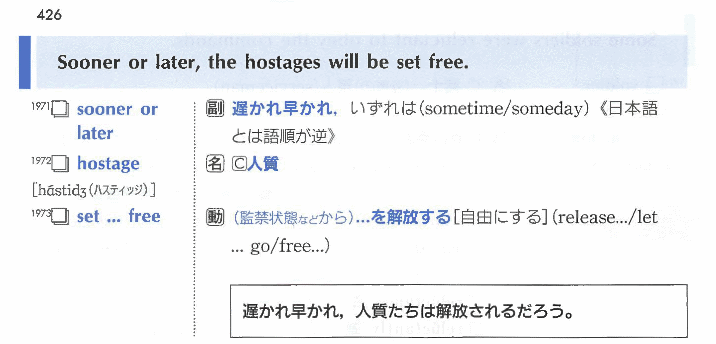 426
Sooner or later, the hostages will be set free.
1971 sooner or later
副 遅かれ早かれ，いずれは(sometime/someday)《日本語
とは語順が逆》
1972 hostage
名 C人質
[hástidʒ(ハスティッジ)]
1973 set ... free
動 (監禁状態などから)...を解放する[自由にする](release.../let
... go/free...)
遅かれ早かれ，人質たちは解放されるだろう。